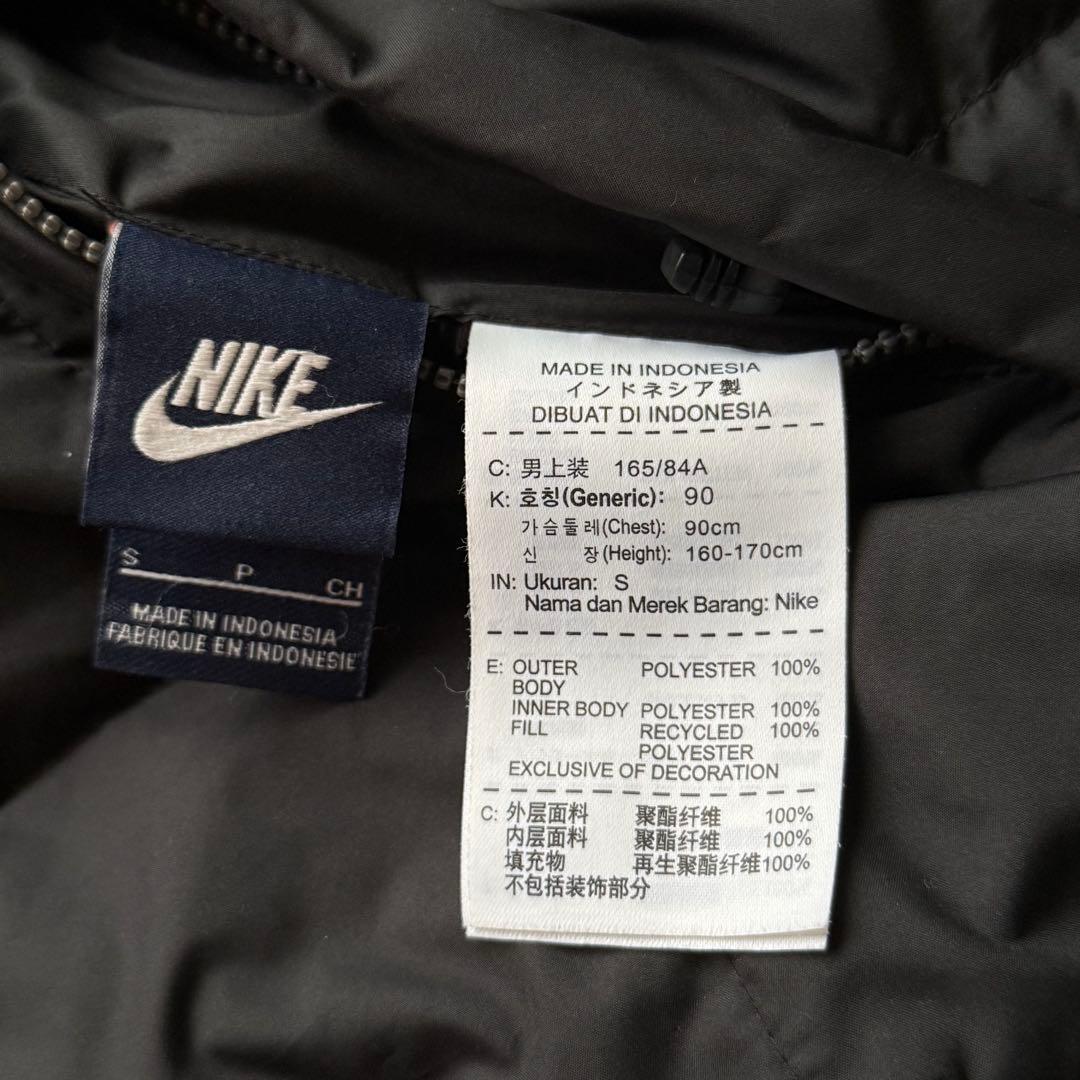 NIKE
S P CH
MADE IN INDONESIA
FABRIQUE EN INDONESIE
MADE IN INDONESIA
インドネシア製
DIBUAT DI INDONESIA
C: 男上装 165/84A
K: 호칭(Generic): 90
가슴둘레(Chest): 90cm
신 장(Height): 160-170cm
IN: Ukuran: S
Nama dan Merek Barang: Nike
E: OUTER POLYESTER 100%
BODY
INNER BODY POLYESTER 100%
FILL RECYCLED 100%
POLYESTER
EXCLUSIVE OF DECORATION
C: 外层面料 聚酯纤维 100%
内层面料 聚酯纤维 100%
填充物 再生聚酯纤维100%
不包括装饰部分